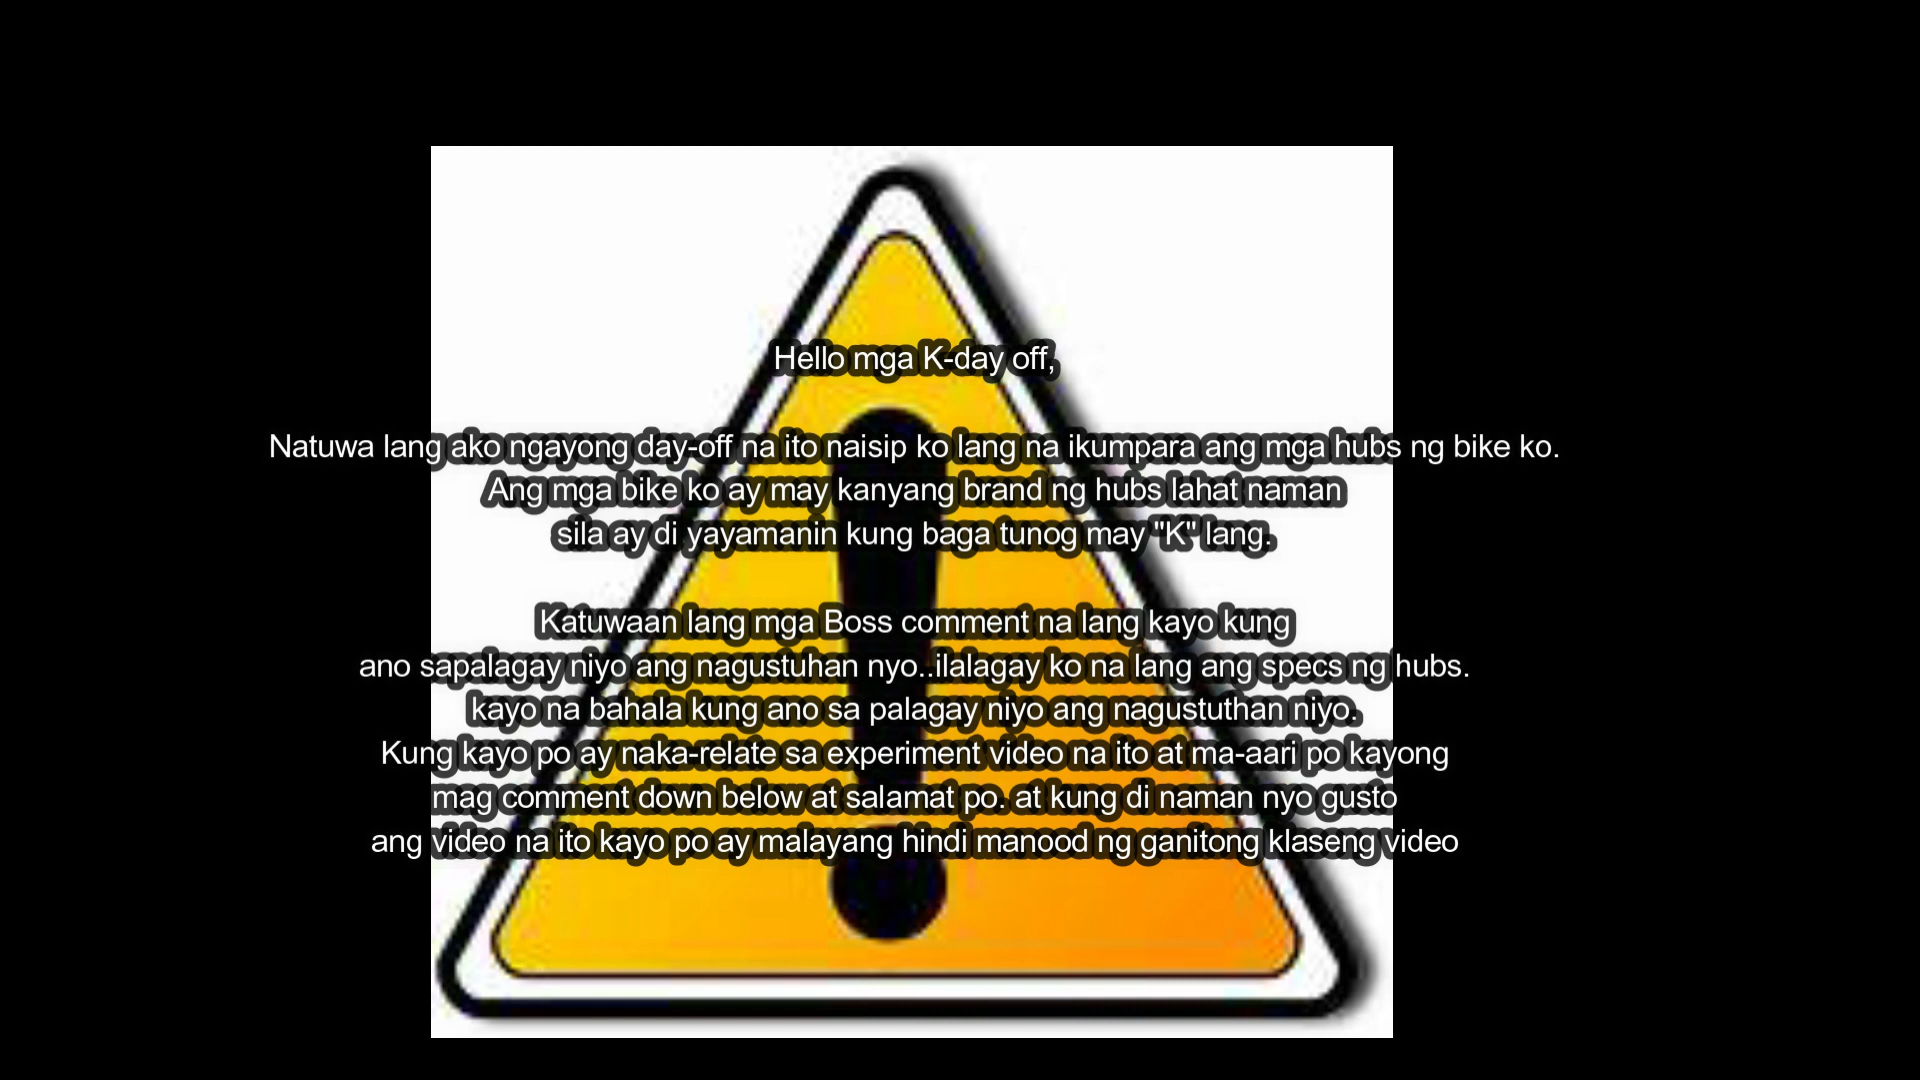 Hello mga K-day off,
Natuwa lang ako ngayong day-off na ito naisip ko lang na ikumpara ang mga hubs ng bike ko.
Ang mga bike ko ay may kanyang brand ng hubs lahat naman
sila ay di yayamanin kung baga tunog may "K" lang.
Katuwaan lang mga Boss comment na lang kayo kung
ano sapalagay niyo ang nagustuhan nyo..ilalagay ko na lang ang specs ng hubs.
kayo na bahala kung ano sa palagay niyo ang nagustuthan niyo.
Kung kayo po ay naka-relate sa experiment video na ito at ma-aari po kayong
mag comment down below at salamat po. at kung di naman nyo gusto
ang video na ito kayo po ay malayang hindi manood ng ganitong klaseng video